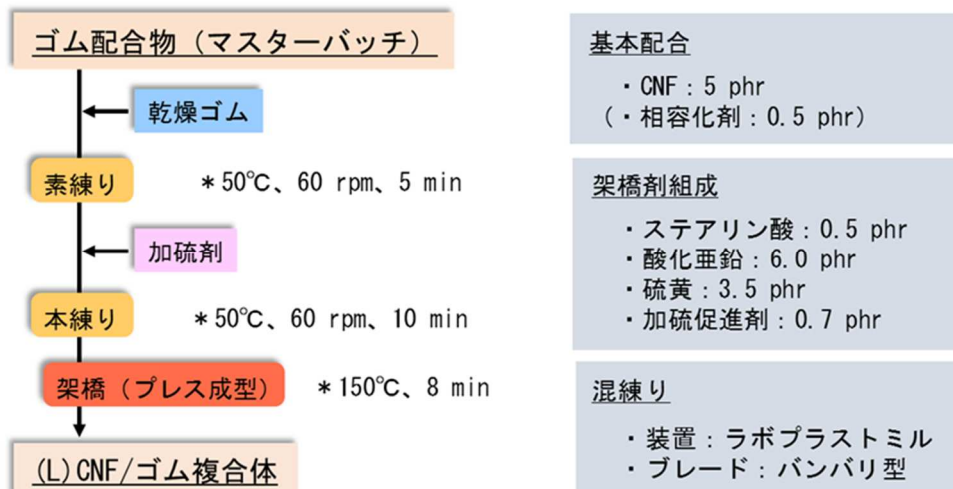 ゴム配合物（マスターバッチ）
乾燥ゴム
素練り
＊50℃、60 rpm、5 min
加硫剤
本練り
＊50℃、60 rpm、10 min
架橋（プレス成型）
＊150℃、8 min
(L)CNF/ゴム複合体
基本配合
・CNF：5 phr
（・相容化剤：0.5 phr）
架橋剤組成
・ステアリン酸：0.5 phr
・酸化亜鉛：6.0 phr
・硫黄：3.5 phr
・加硫促進剤：0.7 phr
混練り
・装置：ラボプラストミル
・ブレード：バンバリ型